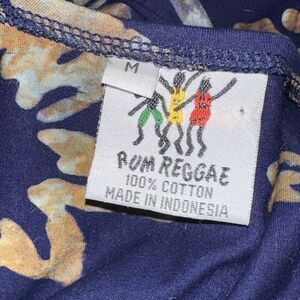 M
RUM REGGAE
100% COTTON
MADE IN INDONESIA